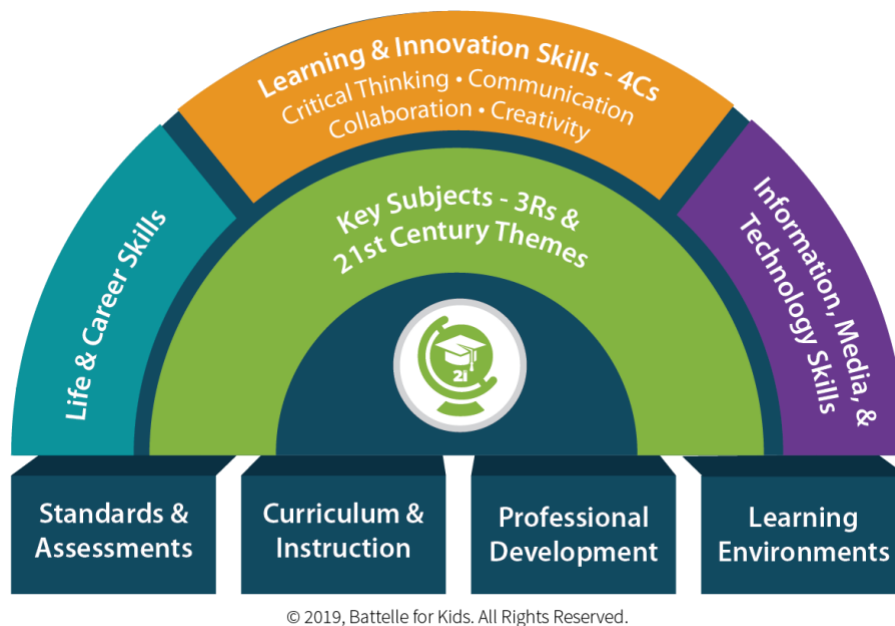 Learning & Innovation Skills - 4Cs
Critical Thinking • Communication
Collaboration • Creativity
Life & Career Skills
Key Subjects - 3Rs &
21st Century Themes
Information, Media, &
Technology Skills
2i
Standards &
Assessments
Curriculum &
Instruction
Professional
Development
Learning
Environments
© 2019, Battelle for Kids. All Rights Reserved.